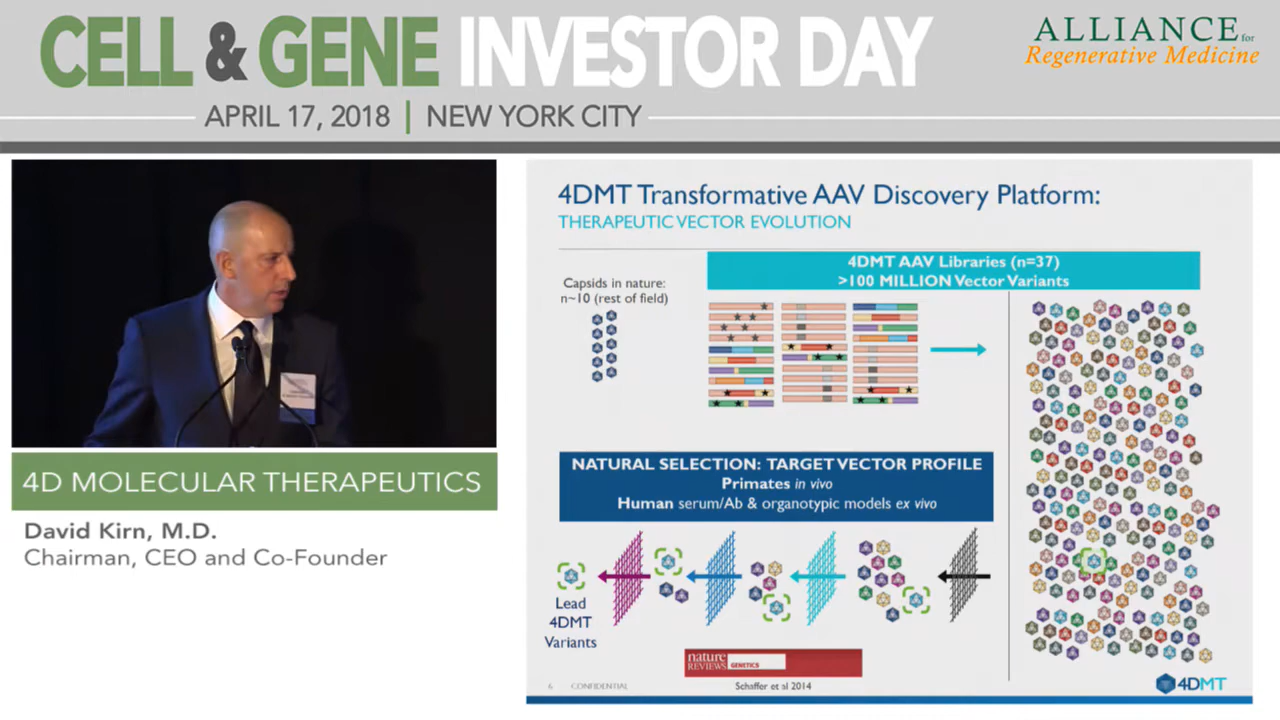 CELL & GENE INVESTOR DAY
APRIL 17, 2018 | NEW YORK CITY
ALLIANCE for
Regenerative Medicine
4D MOLECULAR THERAPEUTICS
David Kirn, M.D.
Chairman, CEO and Co-Founder
4DMT Transformative AAV Discovery Platform:
THERAPEUTIC VECTOR EVOLUTION
Capsids in nature:
n~10 (rest of field)
4DMT AAV Libraries (n=37)
>100 MILLION Vector Variants
NATURAL SELECTION: TARGET VECTOR PROFILE
Primates in vivo
Human serum/Ab & organotypic models ex vivo
Lead
4DMT
Variants
nature
REVIEWS GENETICS
Schaffer et al 2014
6 CONFIDENTIAL
4DMT